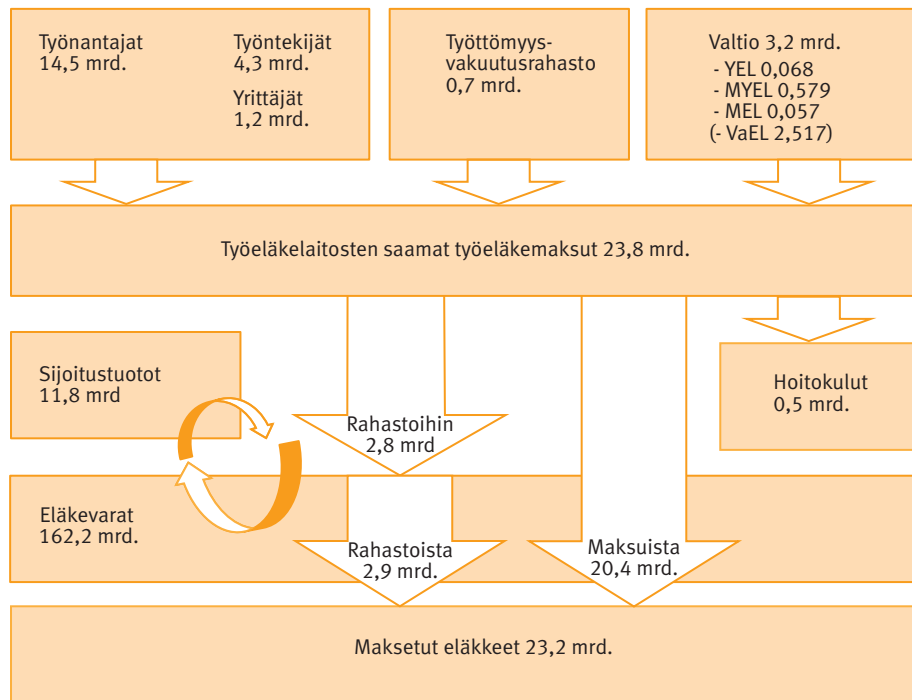 Työnantajat
14,5 mrd.
Työntekijät
4,3 mrd.
Yrittäjät
1,2 mrd.
Työttömyys-
vakuutusrahasto
0,7 mrd.
Valtio 3,2 mrd.
- YEL 0,068
- MYEL 0,579
- MEL 0,057
(- VaEL 2,517)
Työeläkelaitosten saamat työeläkemaksut 23,8 mrd.
Sijoitustuotot
11,8 mrd
Rahastoihin
2,8 mrd
Hoitokulut
0,5 mrd.
Eläkevarat
162,2 mrd.
Rahastoista
2,9 mrd.
Maksuista
20,4 mrd.
Maksetut eläkkeet 23,2 mrd.